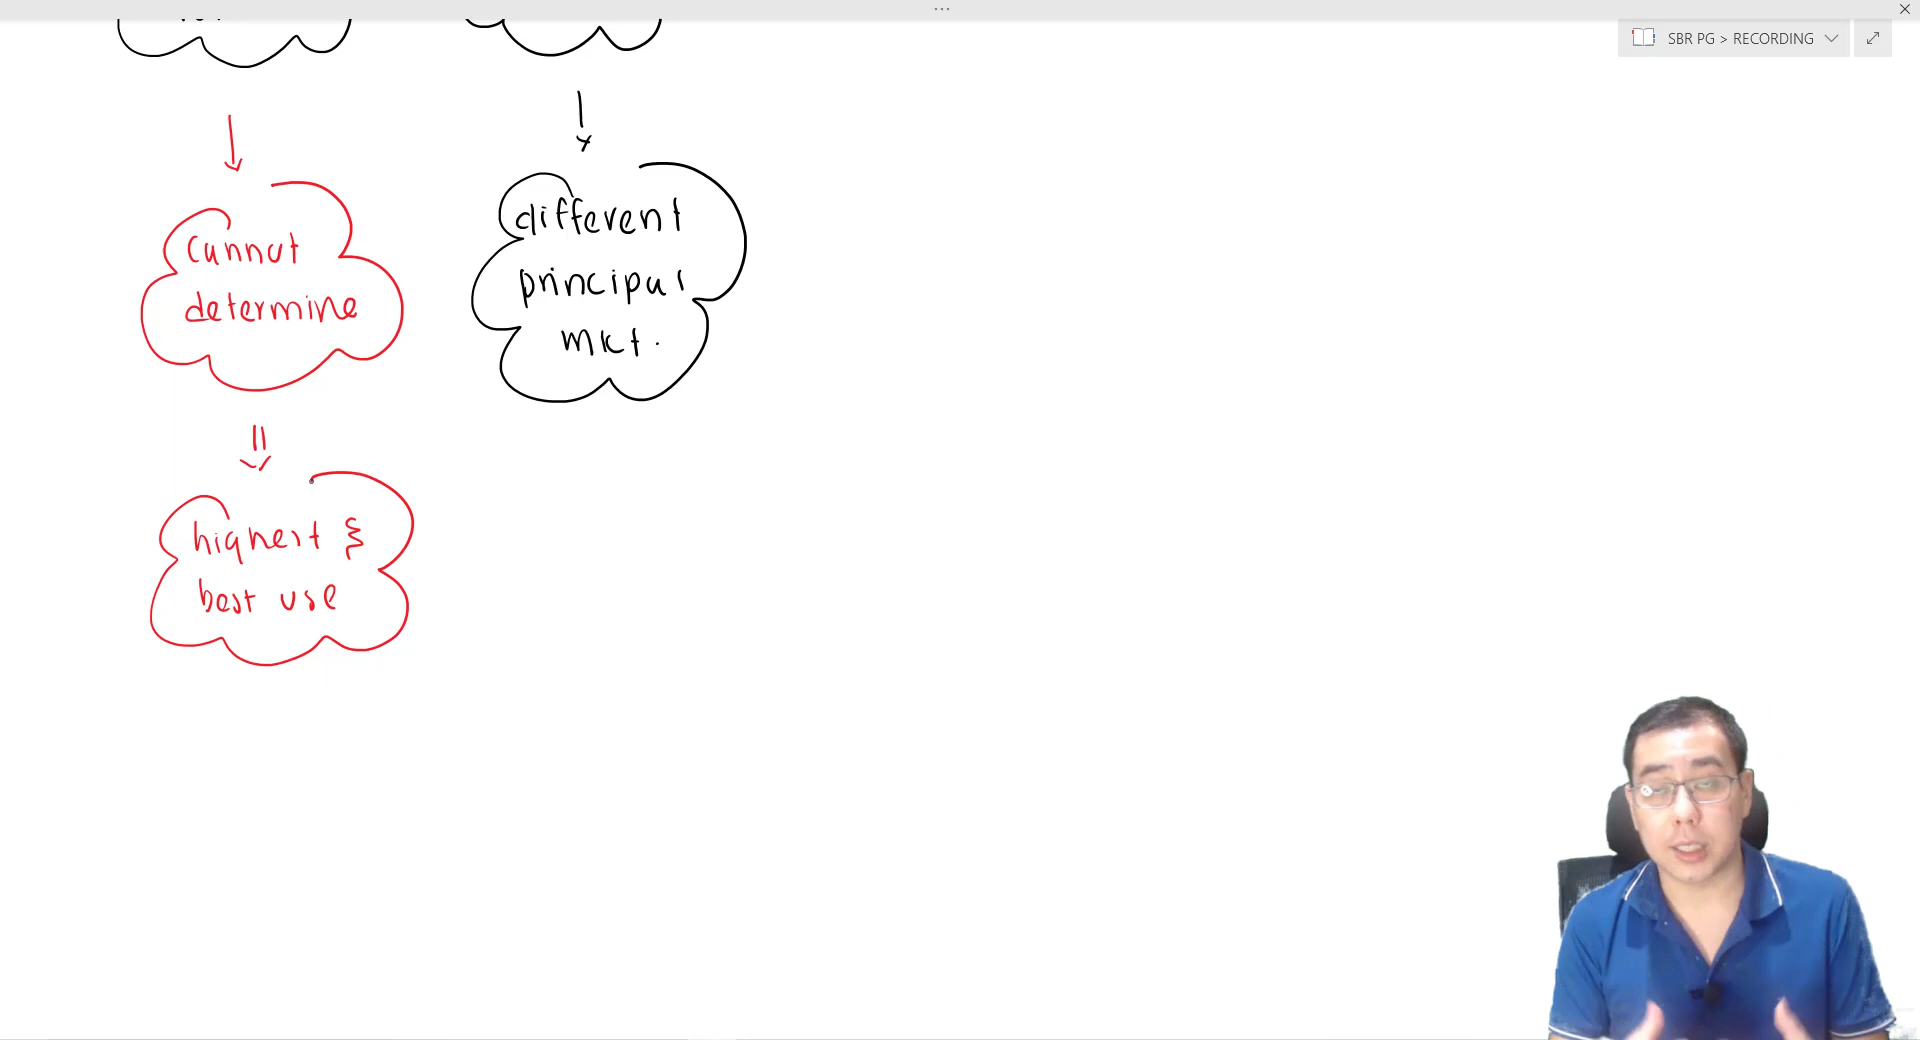 SBR PG > RECORDING
cannot
determine
different
principal
mkt.
highest &
best use